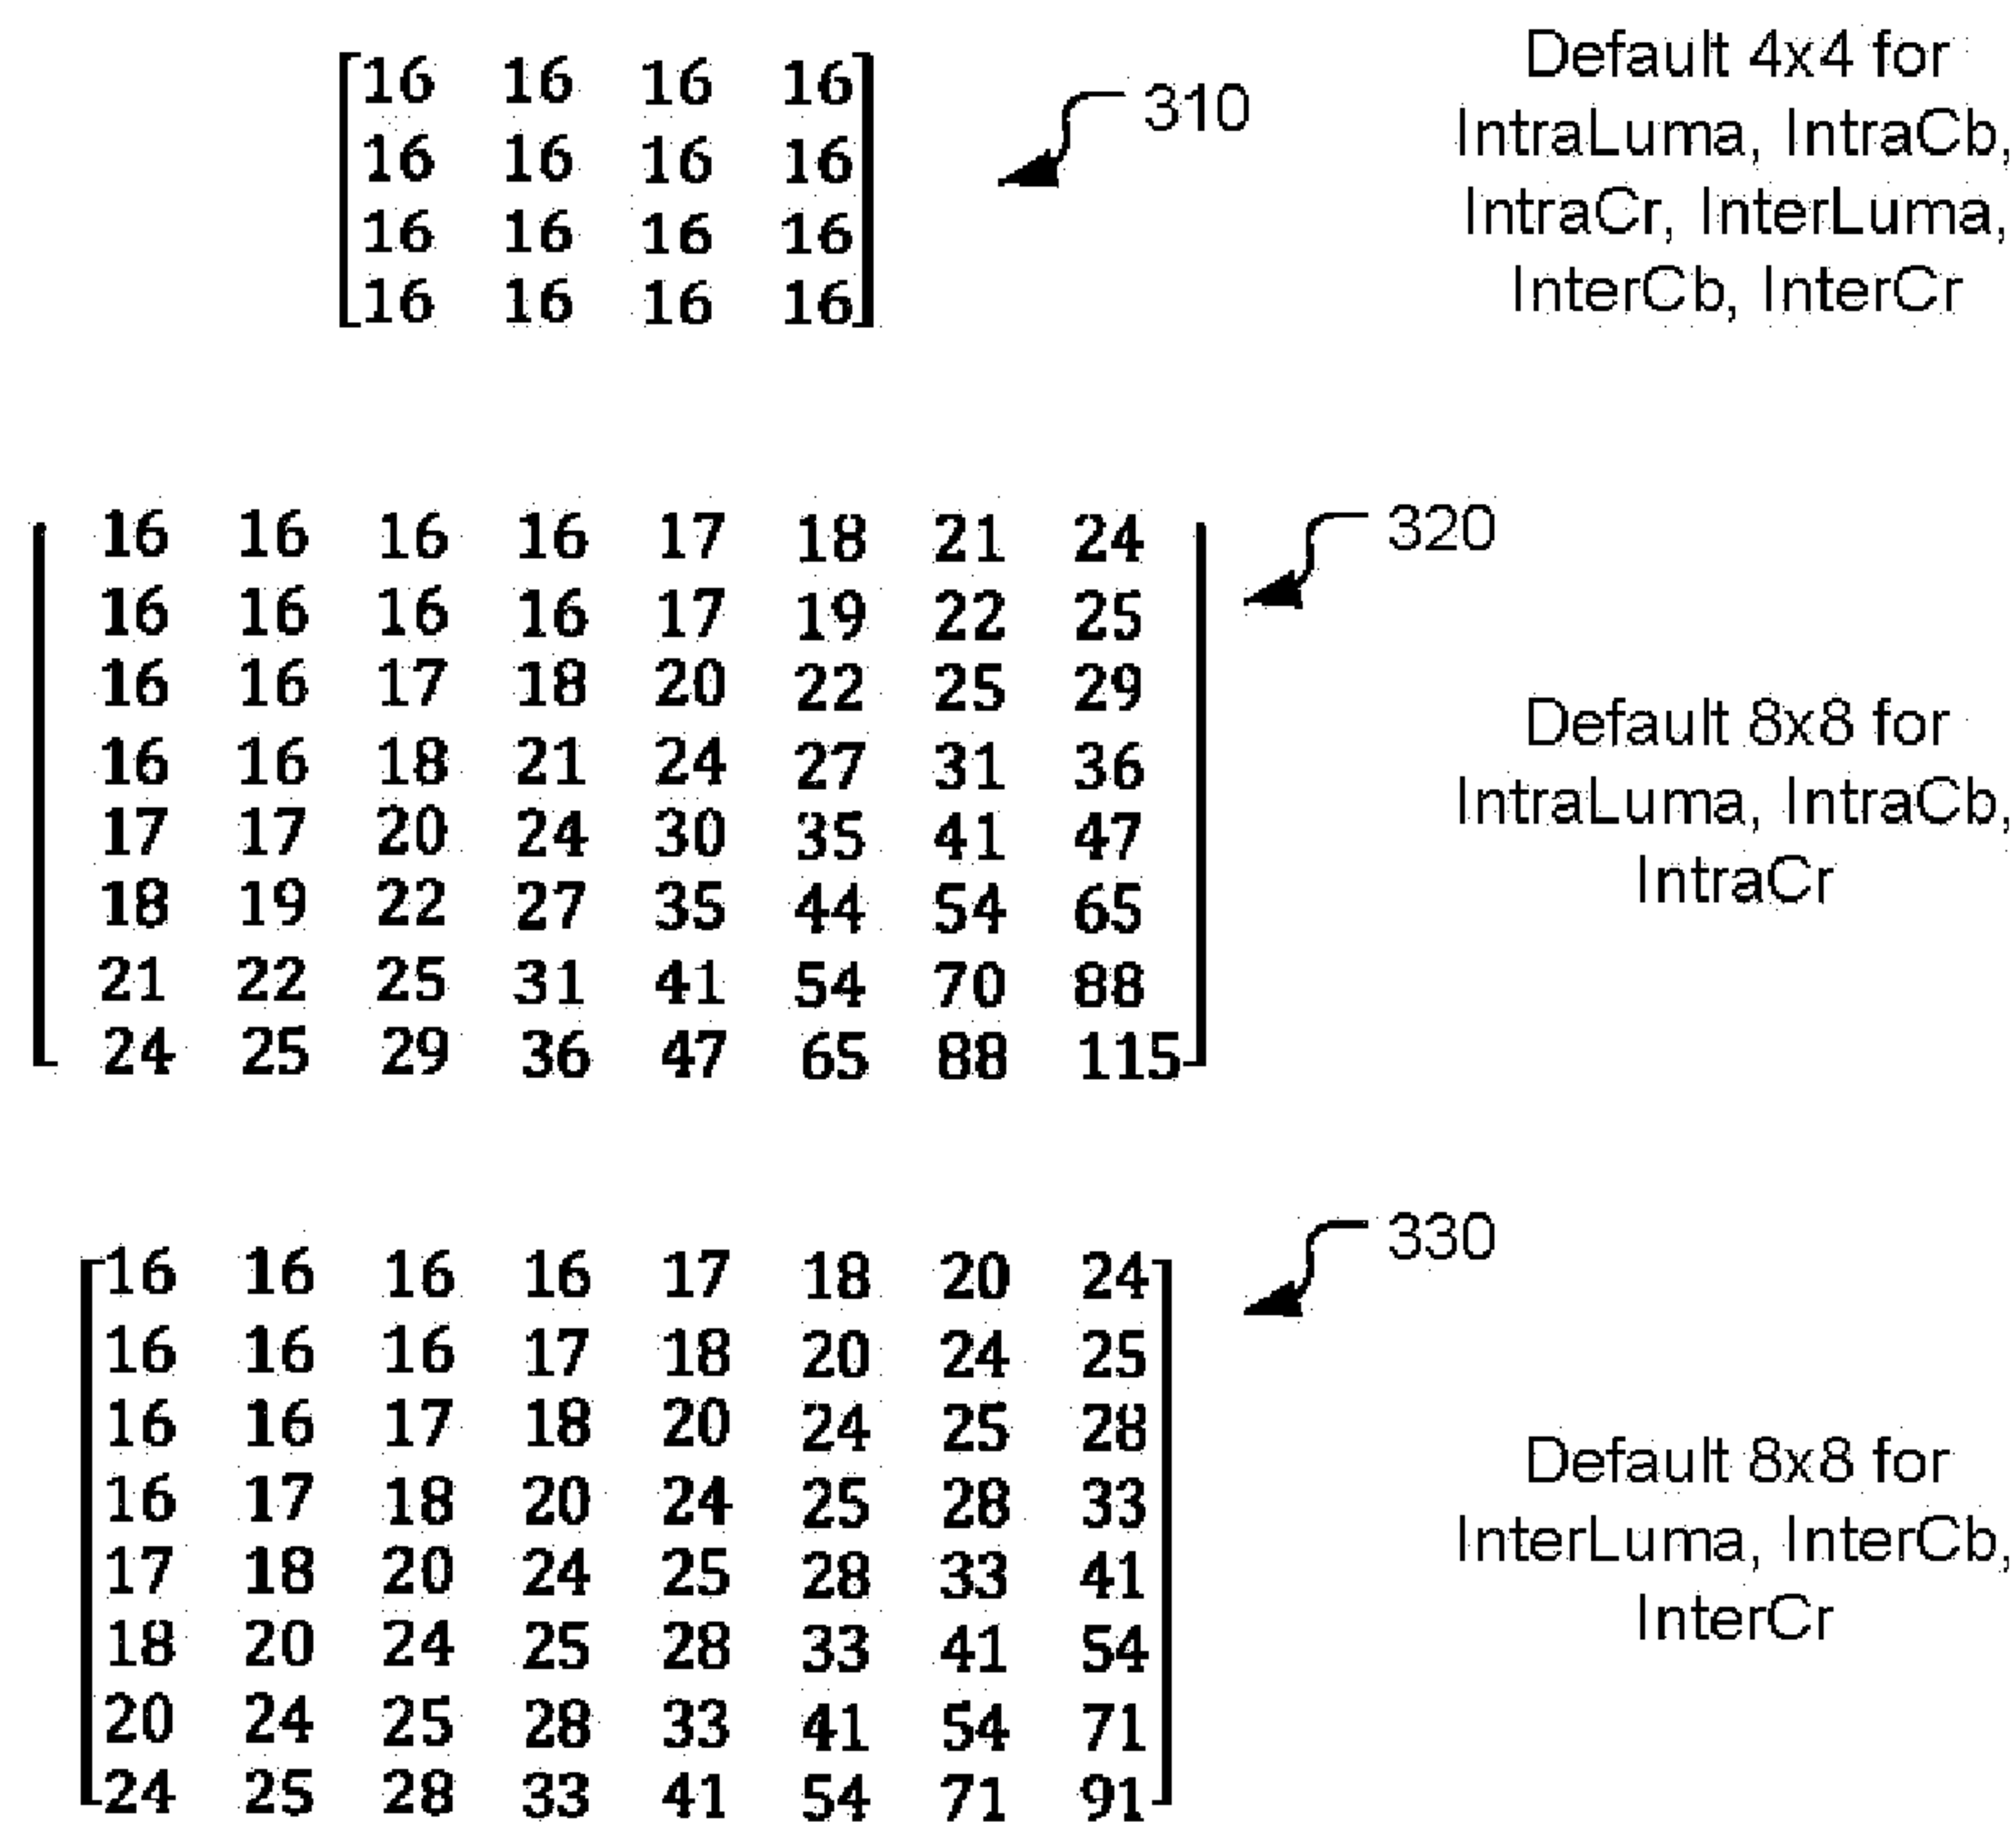 16 16 16 16
16 16 16 16
16 16 16 16
16 16 16 16
310
Default 4x4 for
IntraLuma, IntraCb,
IntraCr, InterLuma,
InterCb, InterCr
16 16 16 16 17 18 21 24
16 16 16 16 17 19 22 25
16 16 17 18 20 22 25 29
16 16 18 21 24 27 31 36
17 17 20 24 30 35 41 47
18 19 22 27 35 44 54 65
21 22 25 31 41 54 70 88
24 25 29 36 47 65 88 115
320
Default 8x8 for
IntraLuma, IntraCb,
IntraCr
16 16 16 16 17 18 20 24
16 16 16 17 18 20 24 25
16 16 17 18 20 24 25 28
16 17 18 20 24 25 28 33
17 18 20 24 25 28 33 41
18 20 24 25 28 33 41 54
20 24 25 28 33 41 54 71
24 25 28 33 41 54 71 91
330
Default 8x8 for
InterLuma, InterCb,
InterCr